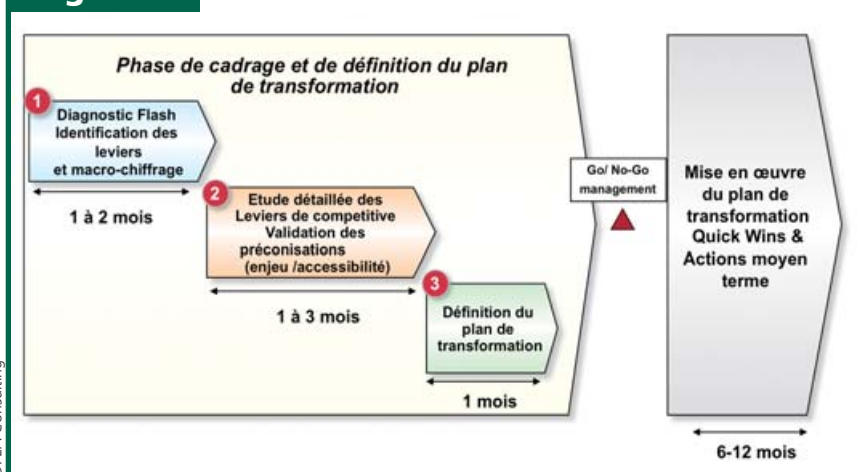 Phase de cadrage et de définition du plan
de transformation
1
Diagnostic Flash
Identification des
leviers
et macro-chiffrage
1 à 2 mois
2
Etude détaillée des
Leviers de competitive
Validation des
préconisations
(enjeu /accessibilité)
1 à 3 mois
3
Définition du
plan de
transformation
1 mois
Go/ No-Go
management
Mise en œuvre
du plan de
transformation
Quick Wins &
Actions moyen
terme
6-12 mois
Consulting